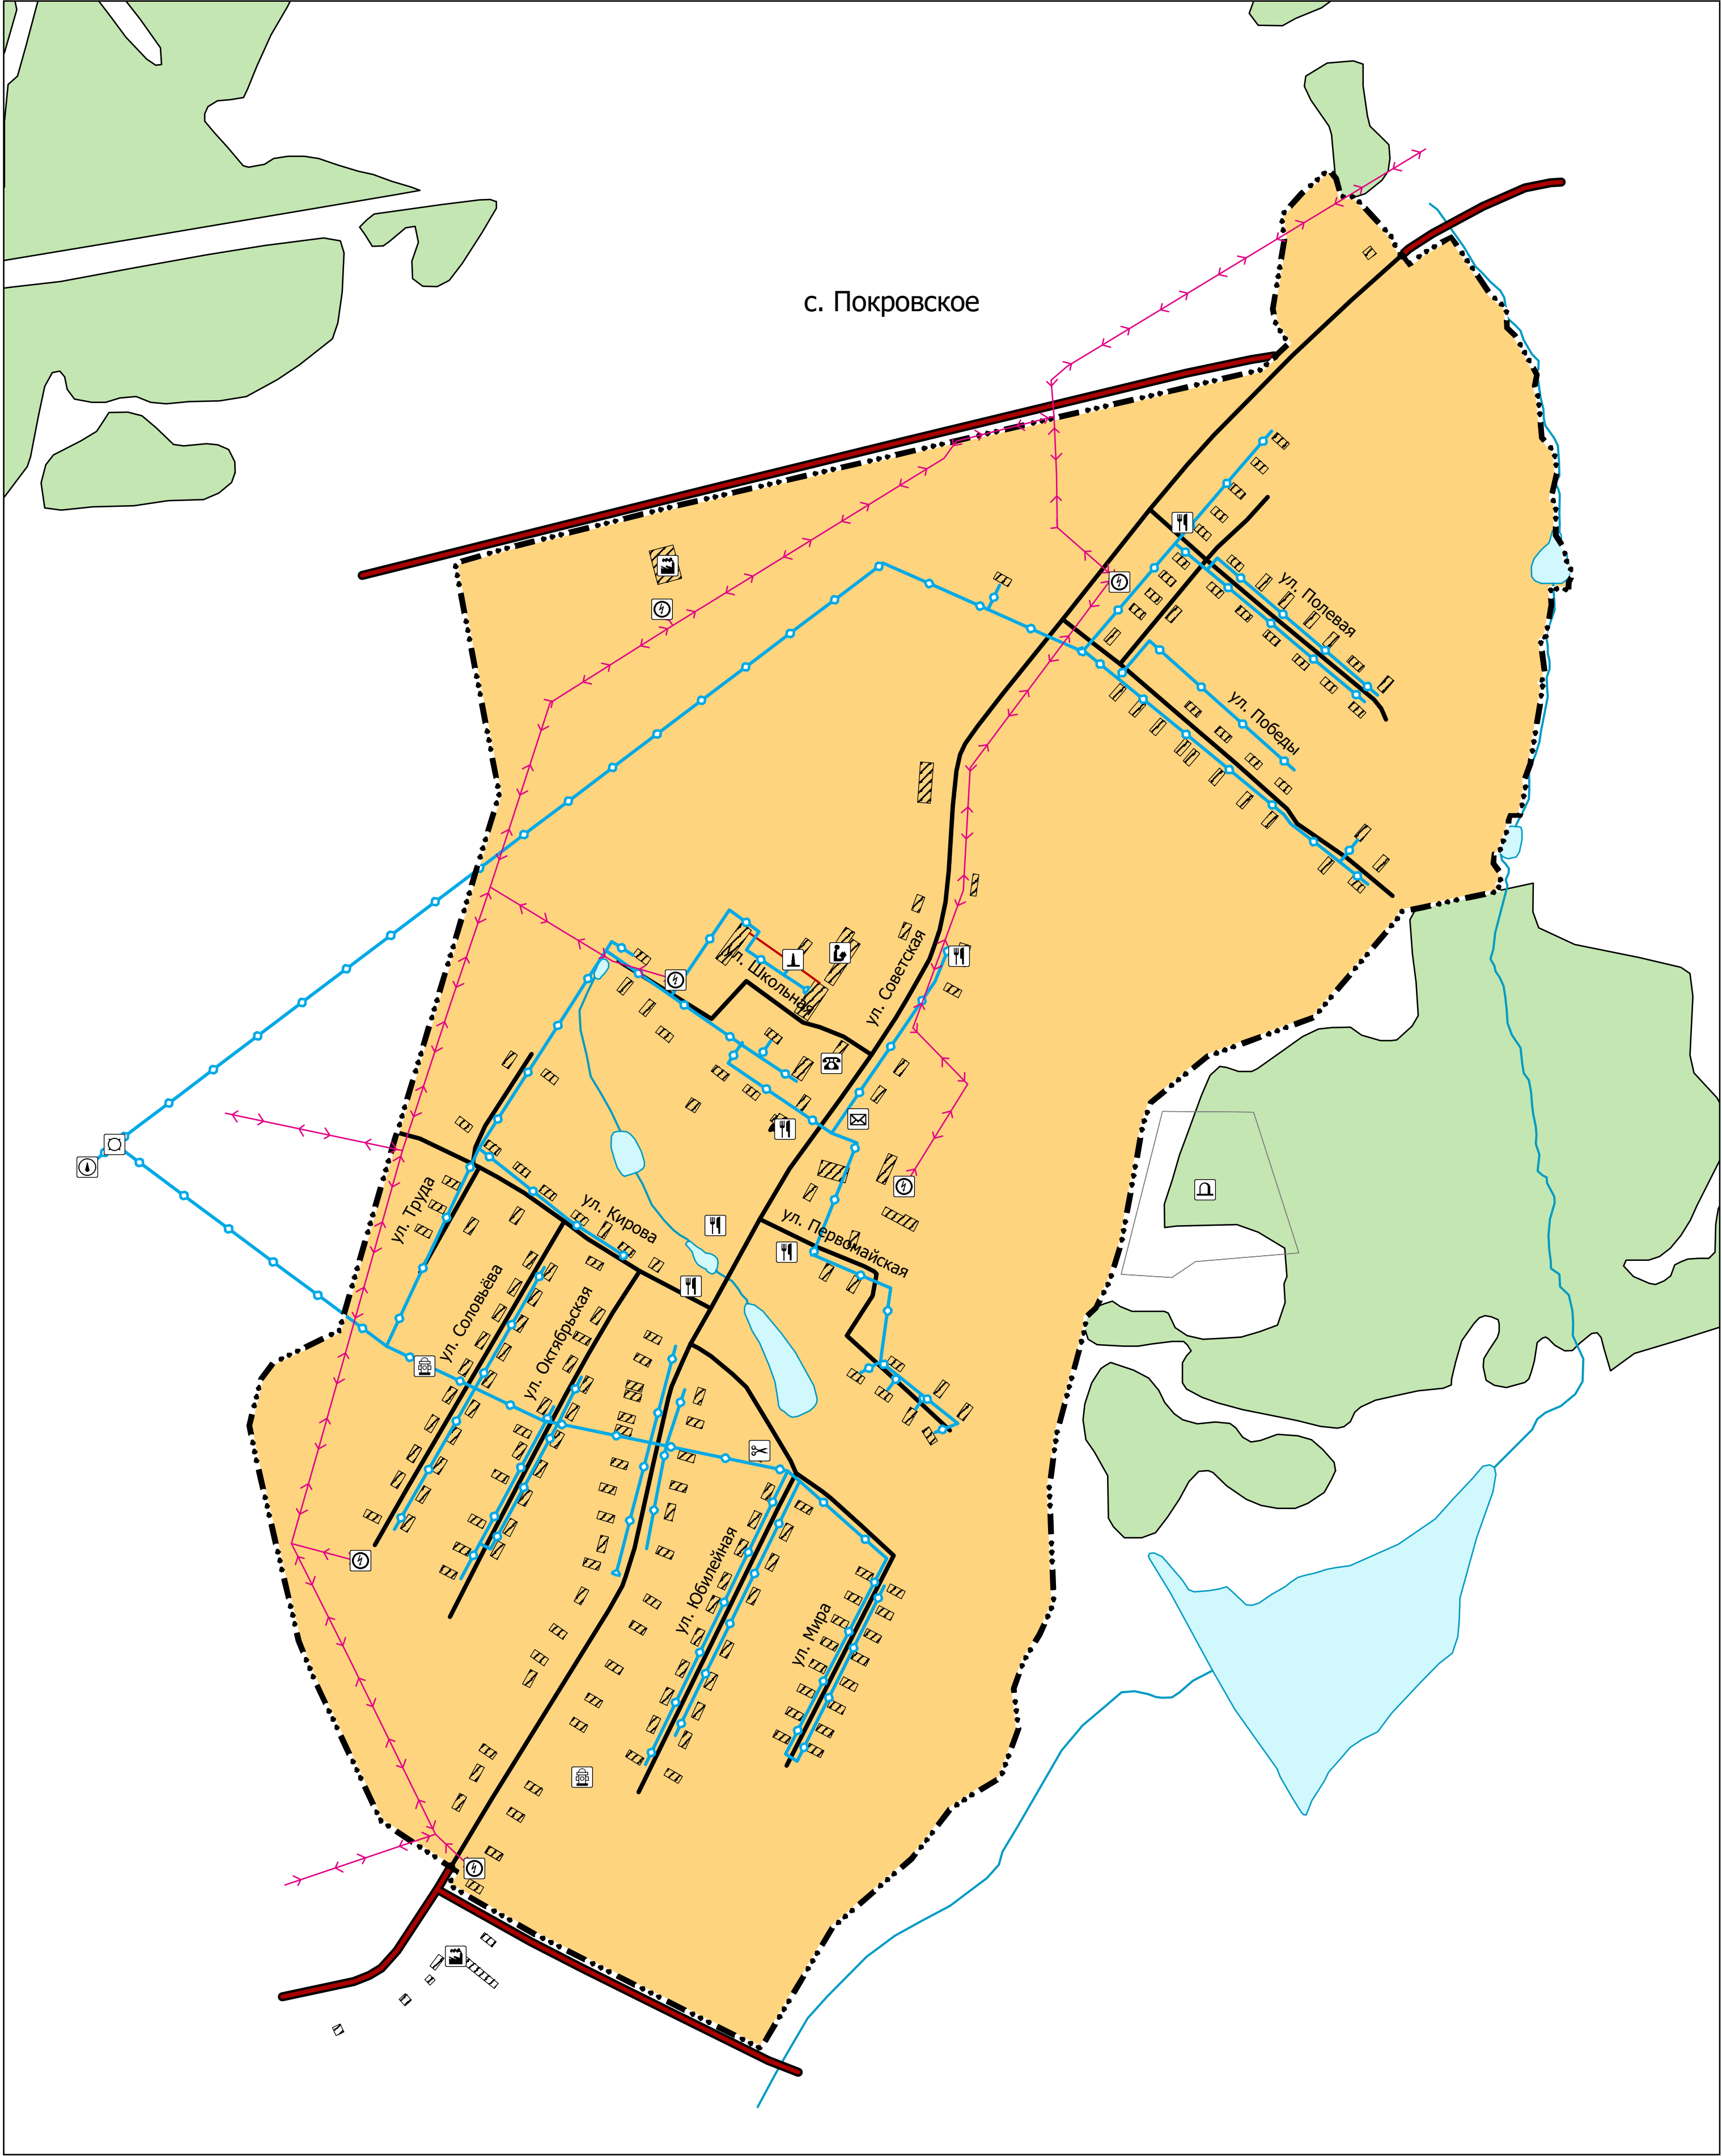 с. Покровское
ул. Полевая
ул. Победы
ул. Школьная
ул. Советская
ул. Труда
ул. Кирова
ул. Первомайская
ул. Соловьёва
ул. Октябрьская
ул. Юбилейная
ул. Мира